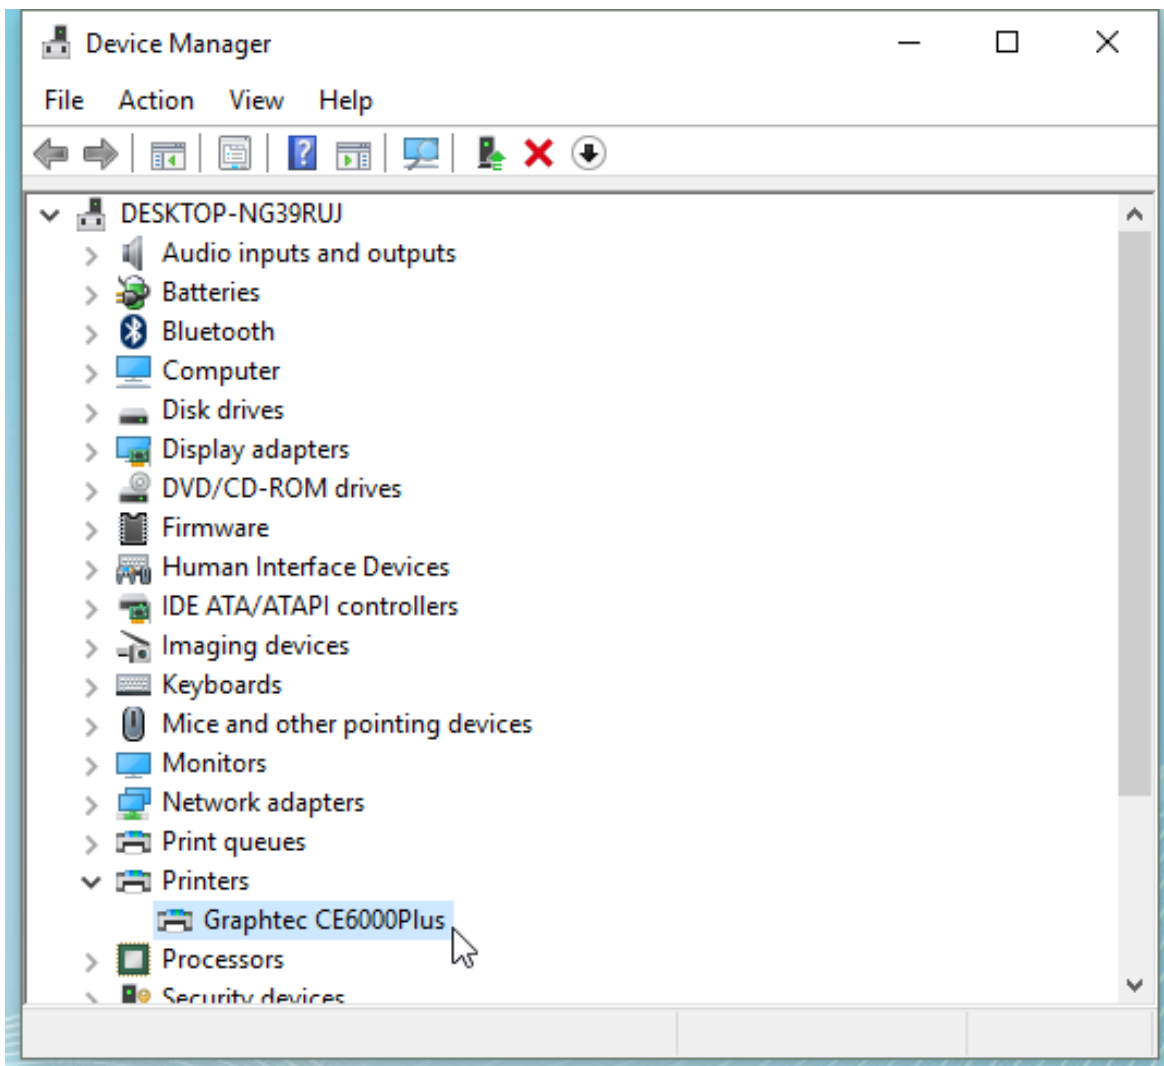 Device Manager
File Action View Help
?
DESKTOP-NG39RUJ
Audio inputs and outputs
Batteries
Bluetooth
Computer
Disk drives
Display adapters
DVD/CD-ROM drives
Firmware
Human Interface Devices
IDE ATA/ATAPI controllers
Imaging devices
Keyboards
Mice and other pointing devices
Monitors
Network adapters
Print queues
Printers
Graphtec CE6000Plus
Processors
Security devices